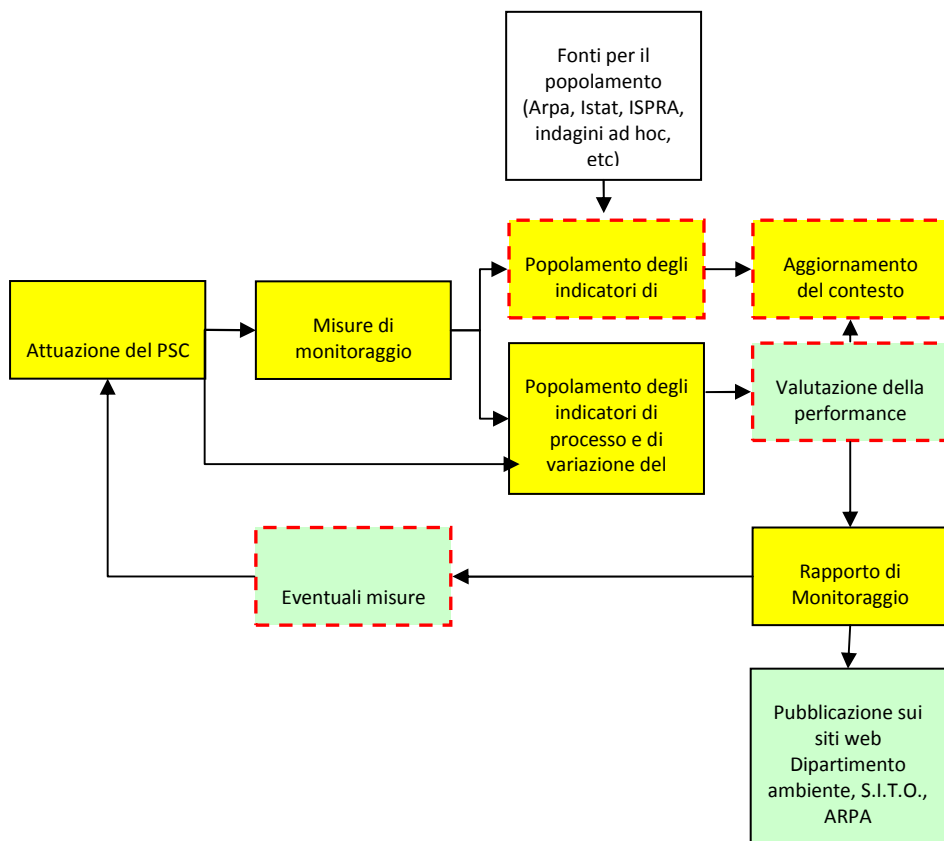 Fonti per il
popolamento
(Arpa, Istat, ISPRA,
indagini ad hoc,
etc)
Popolamento degli
indicatori di
Aggiornamento
del contesto
Attuazione del PSC
Misure di
monitoraggio
Popolamento degli
indicatori di
processo e di
variazione del
Valutazione della
performance
Eventuali misure
Rapporto di
Monitoraggio
Pubblicazione sui
siti web
Dipartimento
ambiente, S.I.T.O.,
ARPA